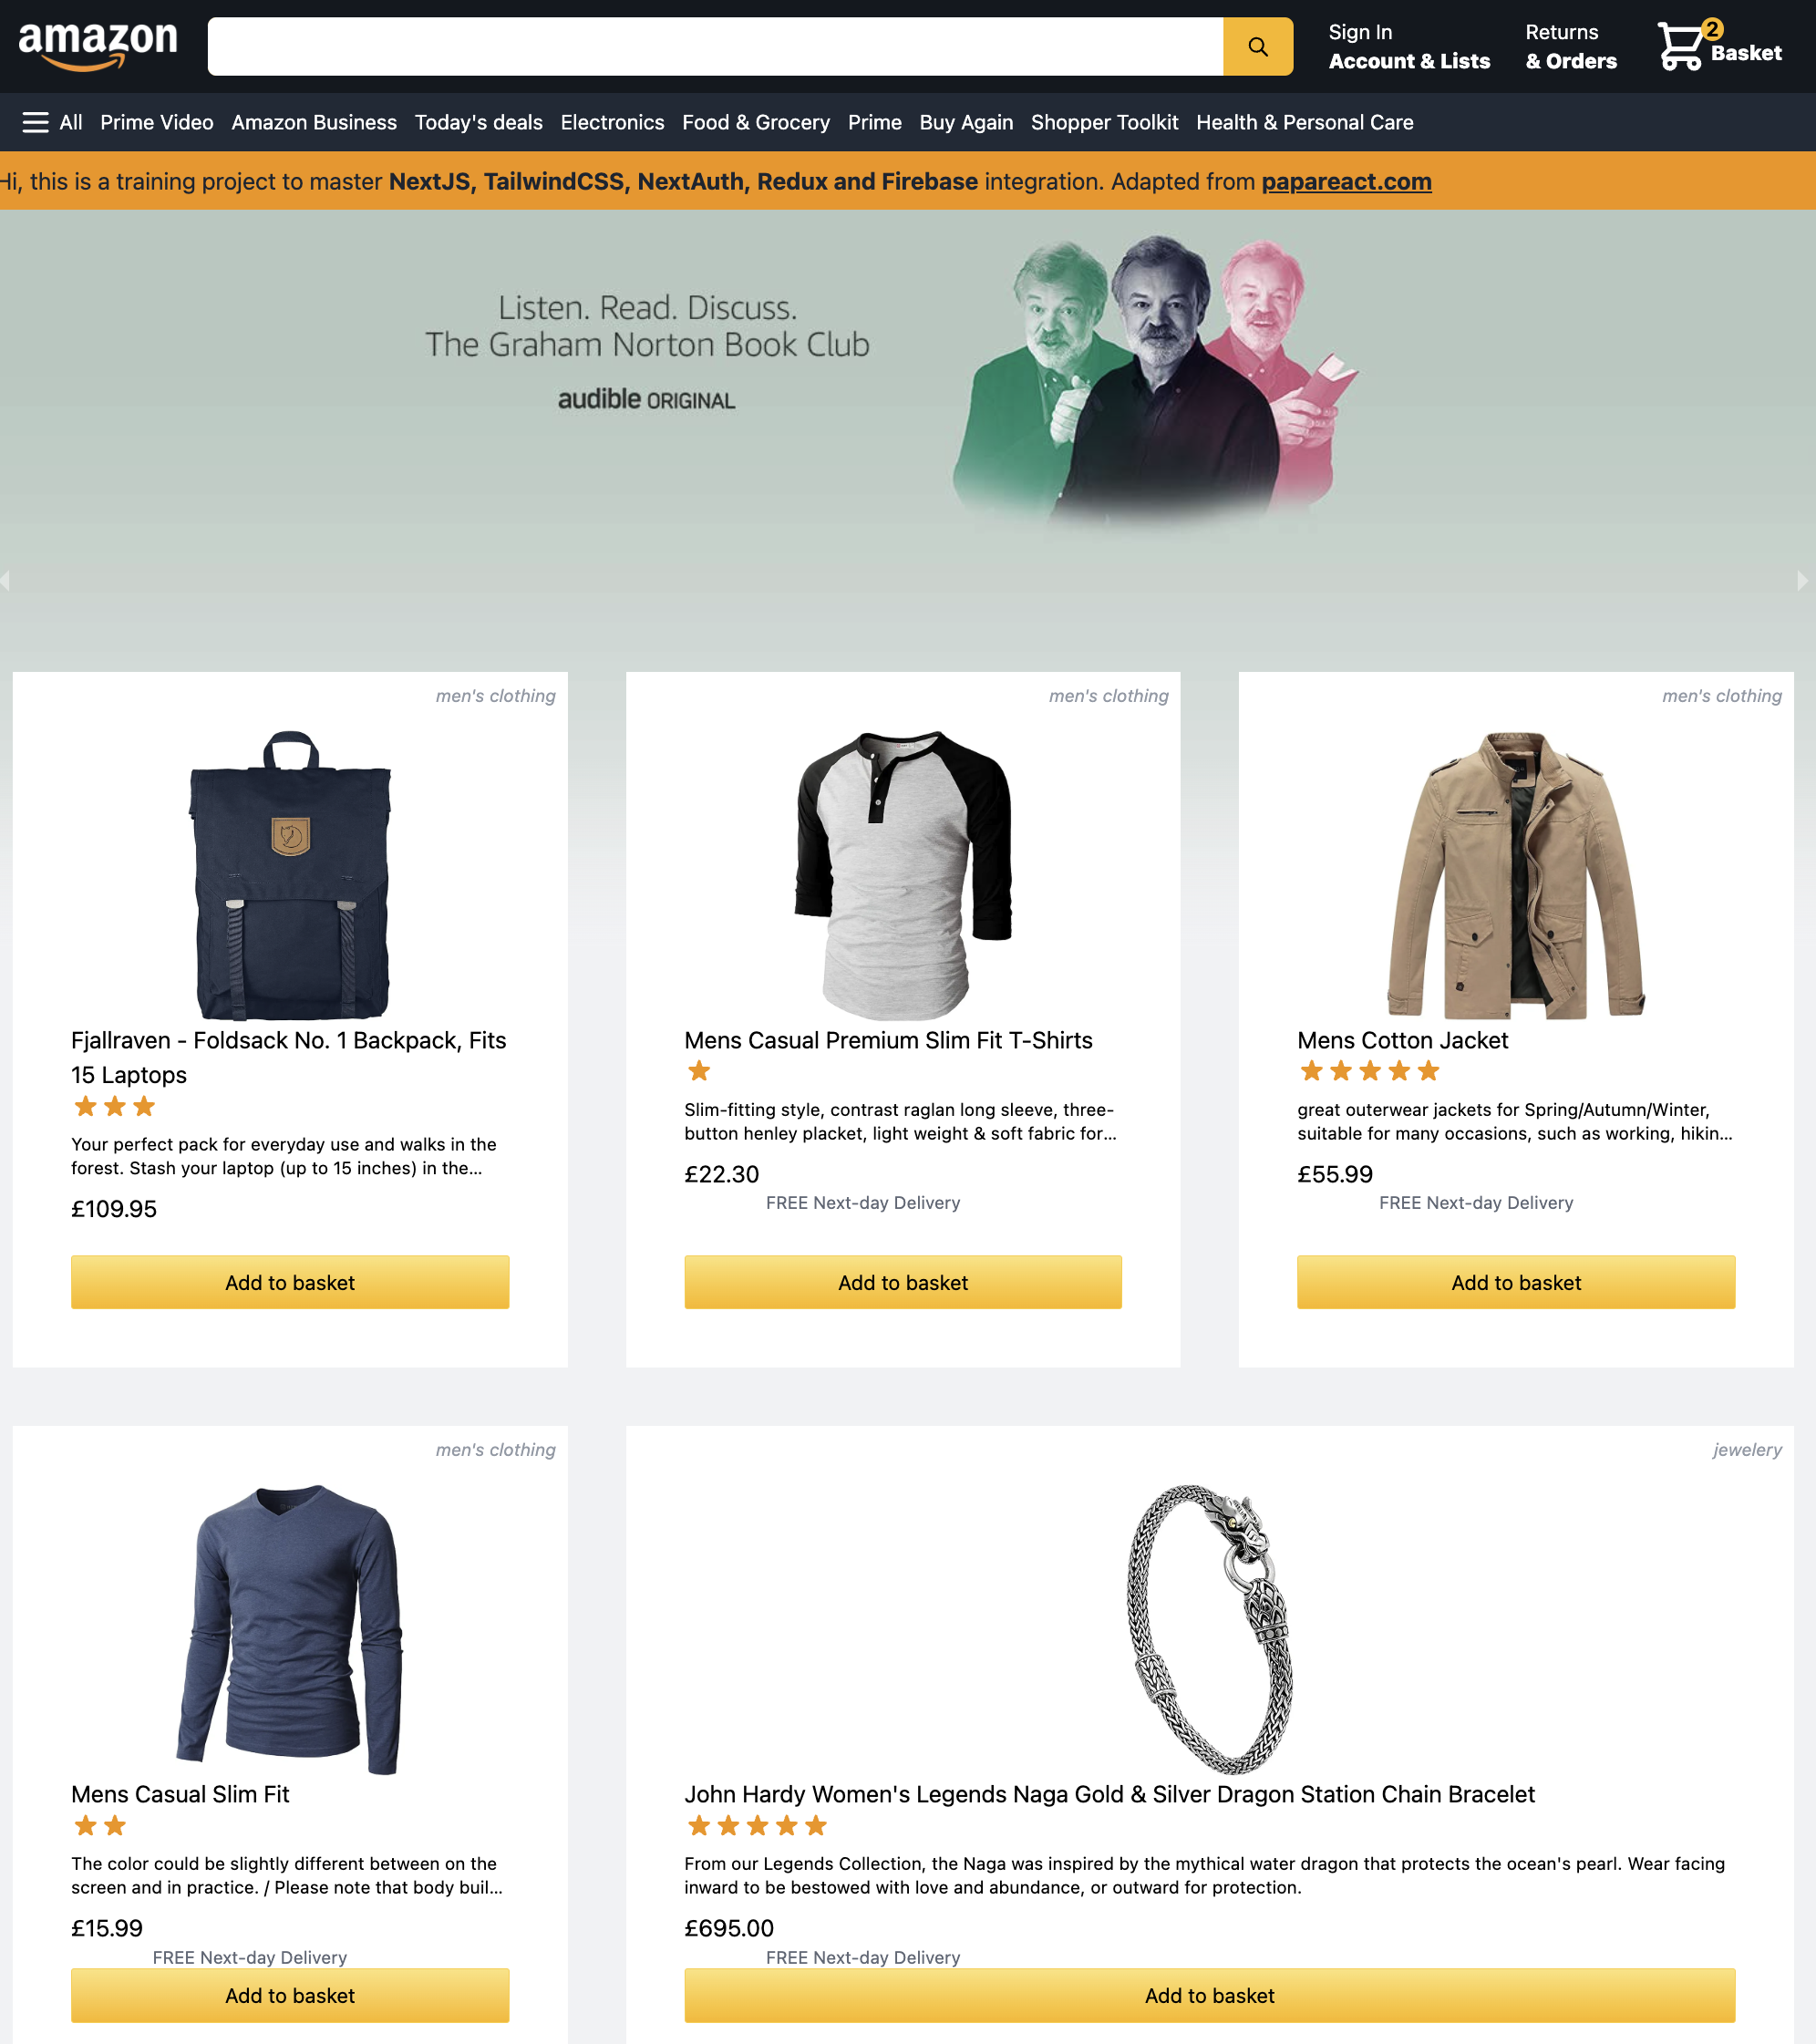 amazon
Sign In
Account & Lists
Returns
& Orders
2
Basket
All Prime Video Amazon Business Today's deals Electronics Food & Grocery Prime Buy Again Shopper Toolkit Health & Personal Care
Hi, this is a training project to master NextJS, TailwindCSS, NextAuth, Redux and Firebase integration. Adapted from papareact.com
Listen. Read. Discuss.
The Graham Norton Book Club
audible ORIGINAL
men's clothing
Fjallraven - Foldsack No. 1 Backpack, Fits
15 Laptops
Your perfect pack for everyday use and walks in the
forest. Stash your laptop (up to 15 inches) in the...
£109.95
Add to basket
men's clothing
Mens Casual Premium Slim Fit T-Shirts
Slim-fitting style, contrast raglan long sleeve, three-
button henley placket, light weight & soft fabric for...
£22.30
FREE Next-day Delivery
Add to basket
men's clothing
Mens Cotton Jacket
great outerwear jackets for Spring/Autumn/Winter,
suitable for many occasions, such as working, hikin...
£55.99
FREE Next-day Delivery
Add to basket
men's clothing
Mens Casual Slim Fit
The color could be slightly different between on the
screen and in practice. / Please note that body buil...
£15.99
FREE Next-day Delivery
Add to basket
jewelery
John Hardy Women's Legends Naga Gold & Silver Dragon Station Chain Bracelet
From our Legends Collection, the Naga was inspired by the mythical water dragon that protects the ocean's pearl. Wear facing
inward to be bestowed with love and abundance, or outward for protection.
£695.00
FREE Next-day Delivery
Add to basket